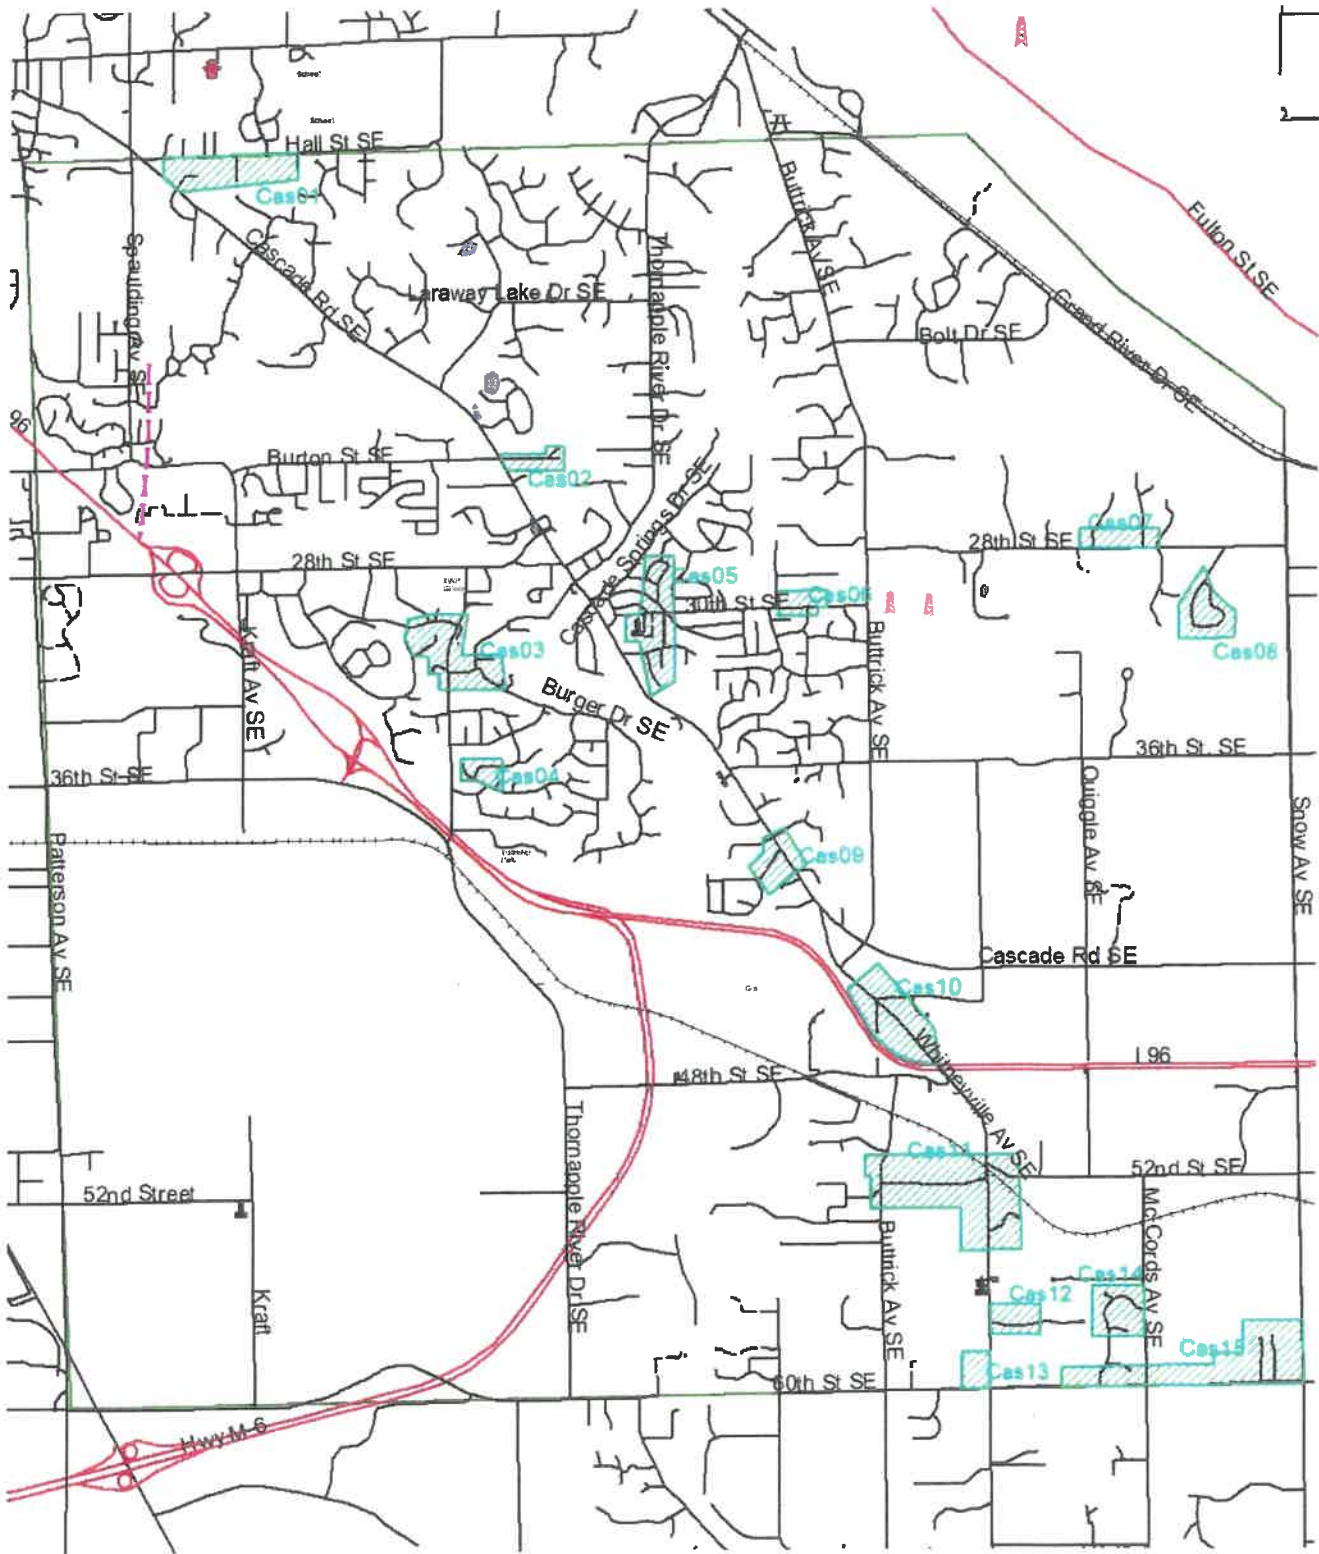 School
School
Hall St SE
Cas01
Buttrick Av SE
Fulton St SE
Spaulding Av SE
Cascade Rd SE
Thornapple River Dr SE
Laraway Lake Dr SE
Grand River Dr SE
Bolt Dr SE
96
Burton St SE
Cas02
Cascade Springs Dr SE
Cas07
28th St SE
28th St SE
Cas05
30th St SE
Cas06
Kraft Av SE
Cas03
Buttrick Av SE
Cas08
Burger Dr SE
36th St SE
Cas04
36th St. SE
Quiggle Av SE
Snow Av SE
Patterson Av SE
Cas09
Cascade Rd SE
Cas10
Whitneyville Av SE
I 96
48th St SE
Thornapple River Dr SE
Cas11
52nd St SE
52nd Street
McCords Av SE
Buttrick Av SE
Kraft
Cas14
Cas12
Cas15
Cas13
60th St SE
Hwy M-6